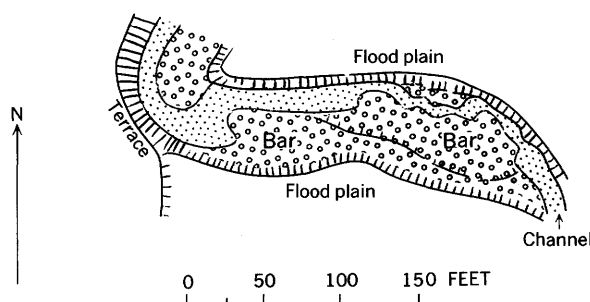 Flood plain
N
Terrace
Bar
Bar
Flood plain
Channel
0 50 100 150 FEET